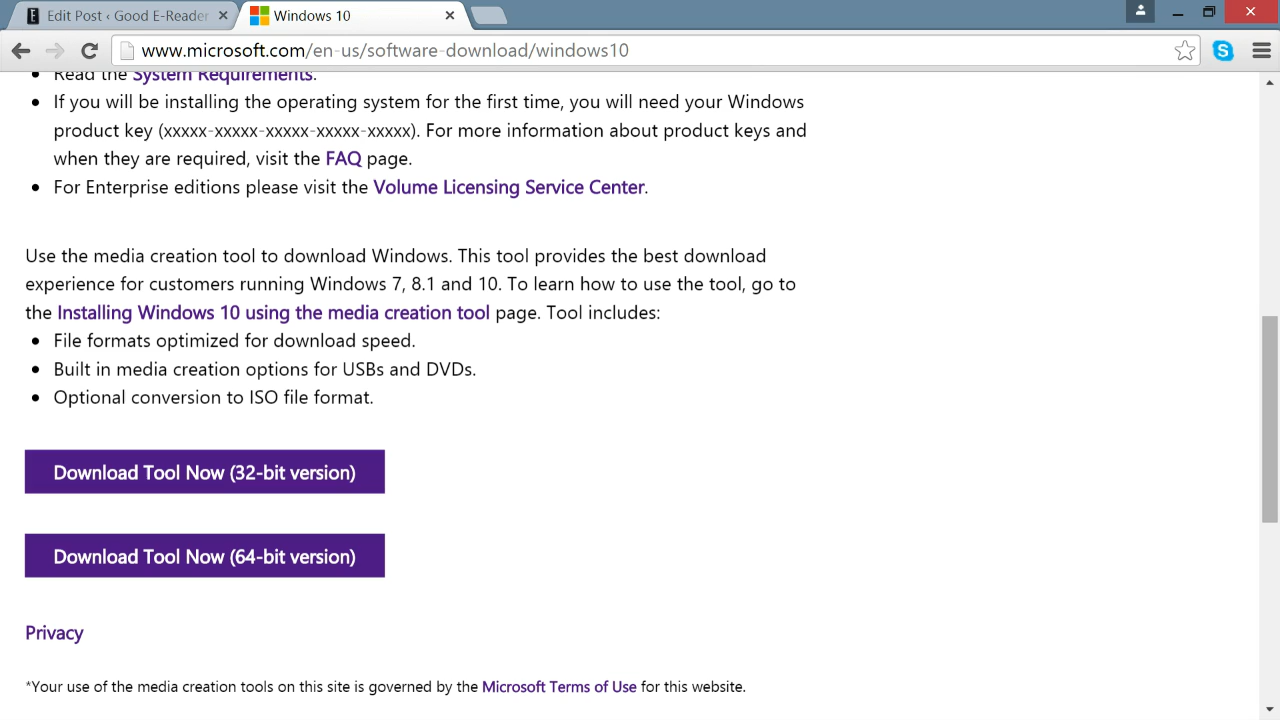 Edit Post ‹ Good E-Reader
Windows 10
www.microsoft.com/en-us/software-download/windows10
Read the System Requirements.
If you will be installing the operating system for the first time, you will need your Windows
product key (xxxxx-xxxxx-xxxxx-xxxxx-xxxxx). For more information about product keys and
when they are required, visit the FAQ page.
For Enterprise editions please visit the Volume Licensing Service Center.
Use the media creation tool to download Windows. This tool provides the best download
experience for customers running Windows 7, 8.1 and 10. To learn how to use the tool, go to
the Installing Windows 10 using the media creation tool page. Tool includes:
File formats optimized for download speed.
Built in media creation options for USBs and DVDs.
Optional conversion to ISO file format.
Download Tool Now (32-bit version)
Download Tool Now (64-bit version)
Privacy
*Your use of the media creation tools on this site is governed by the Microsoft Terms of Use for this website.